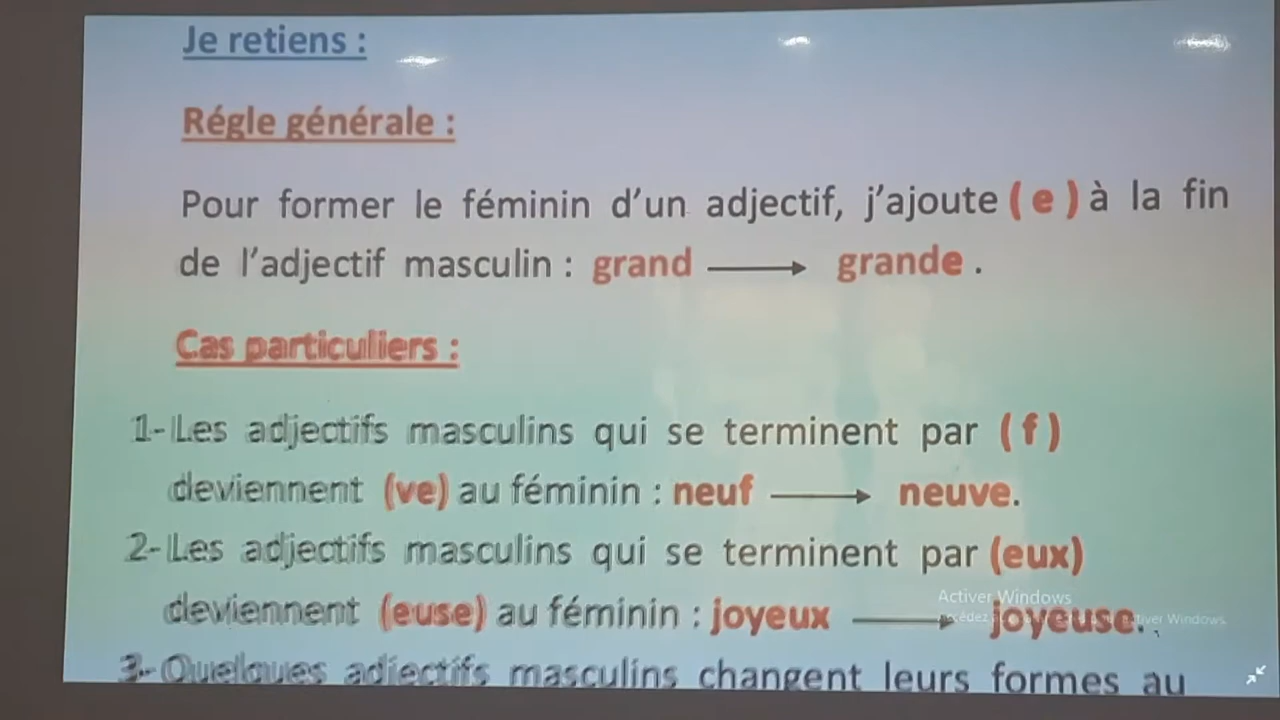 Je retiens :
Régle générale :
Pour former le féminin d'un adjectif, j'ajoute ( e ) à la fin
de l'adjectif masculin : grand → grande .
Cas particuliers :
1- Les adjectifs masculins qui se terminent par ( f )
deviennent (ve) au féminin : neuf → neuve.
2- Les adjectifs masculins qui se terminent par (eux)
deviennent (euse) au féminin : joyeux → joyeuse.
Activer Windows
3- Quelques adjectifs masculins changent leurs formes au